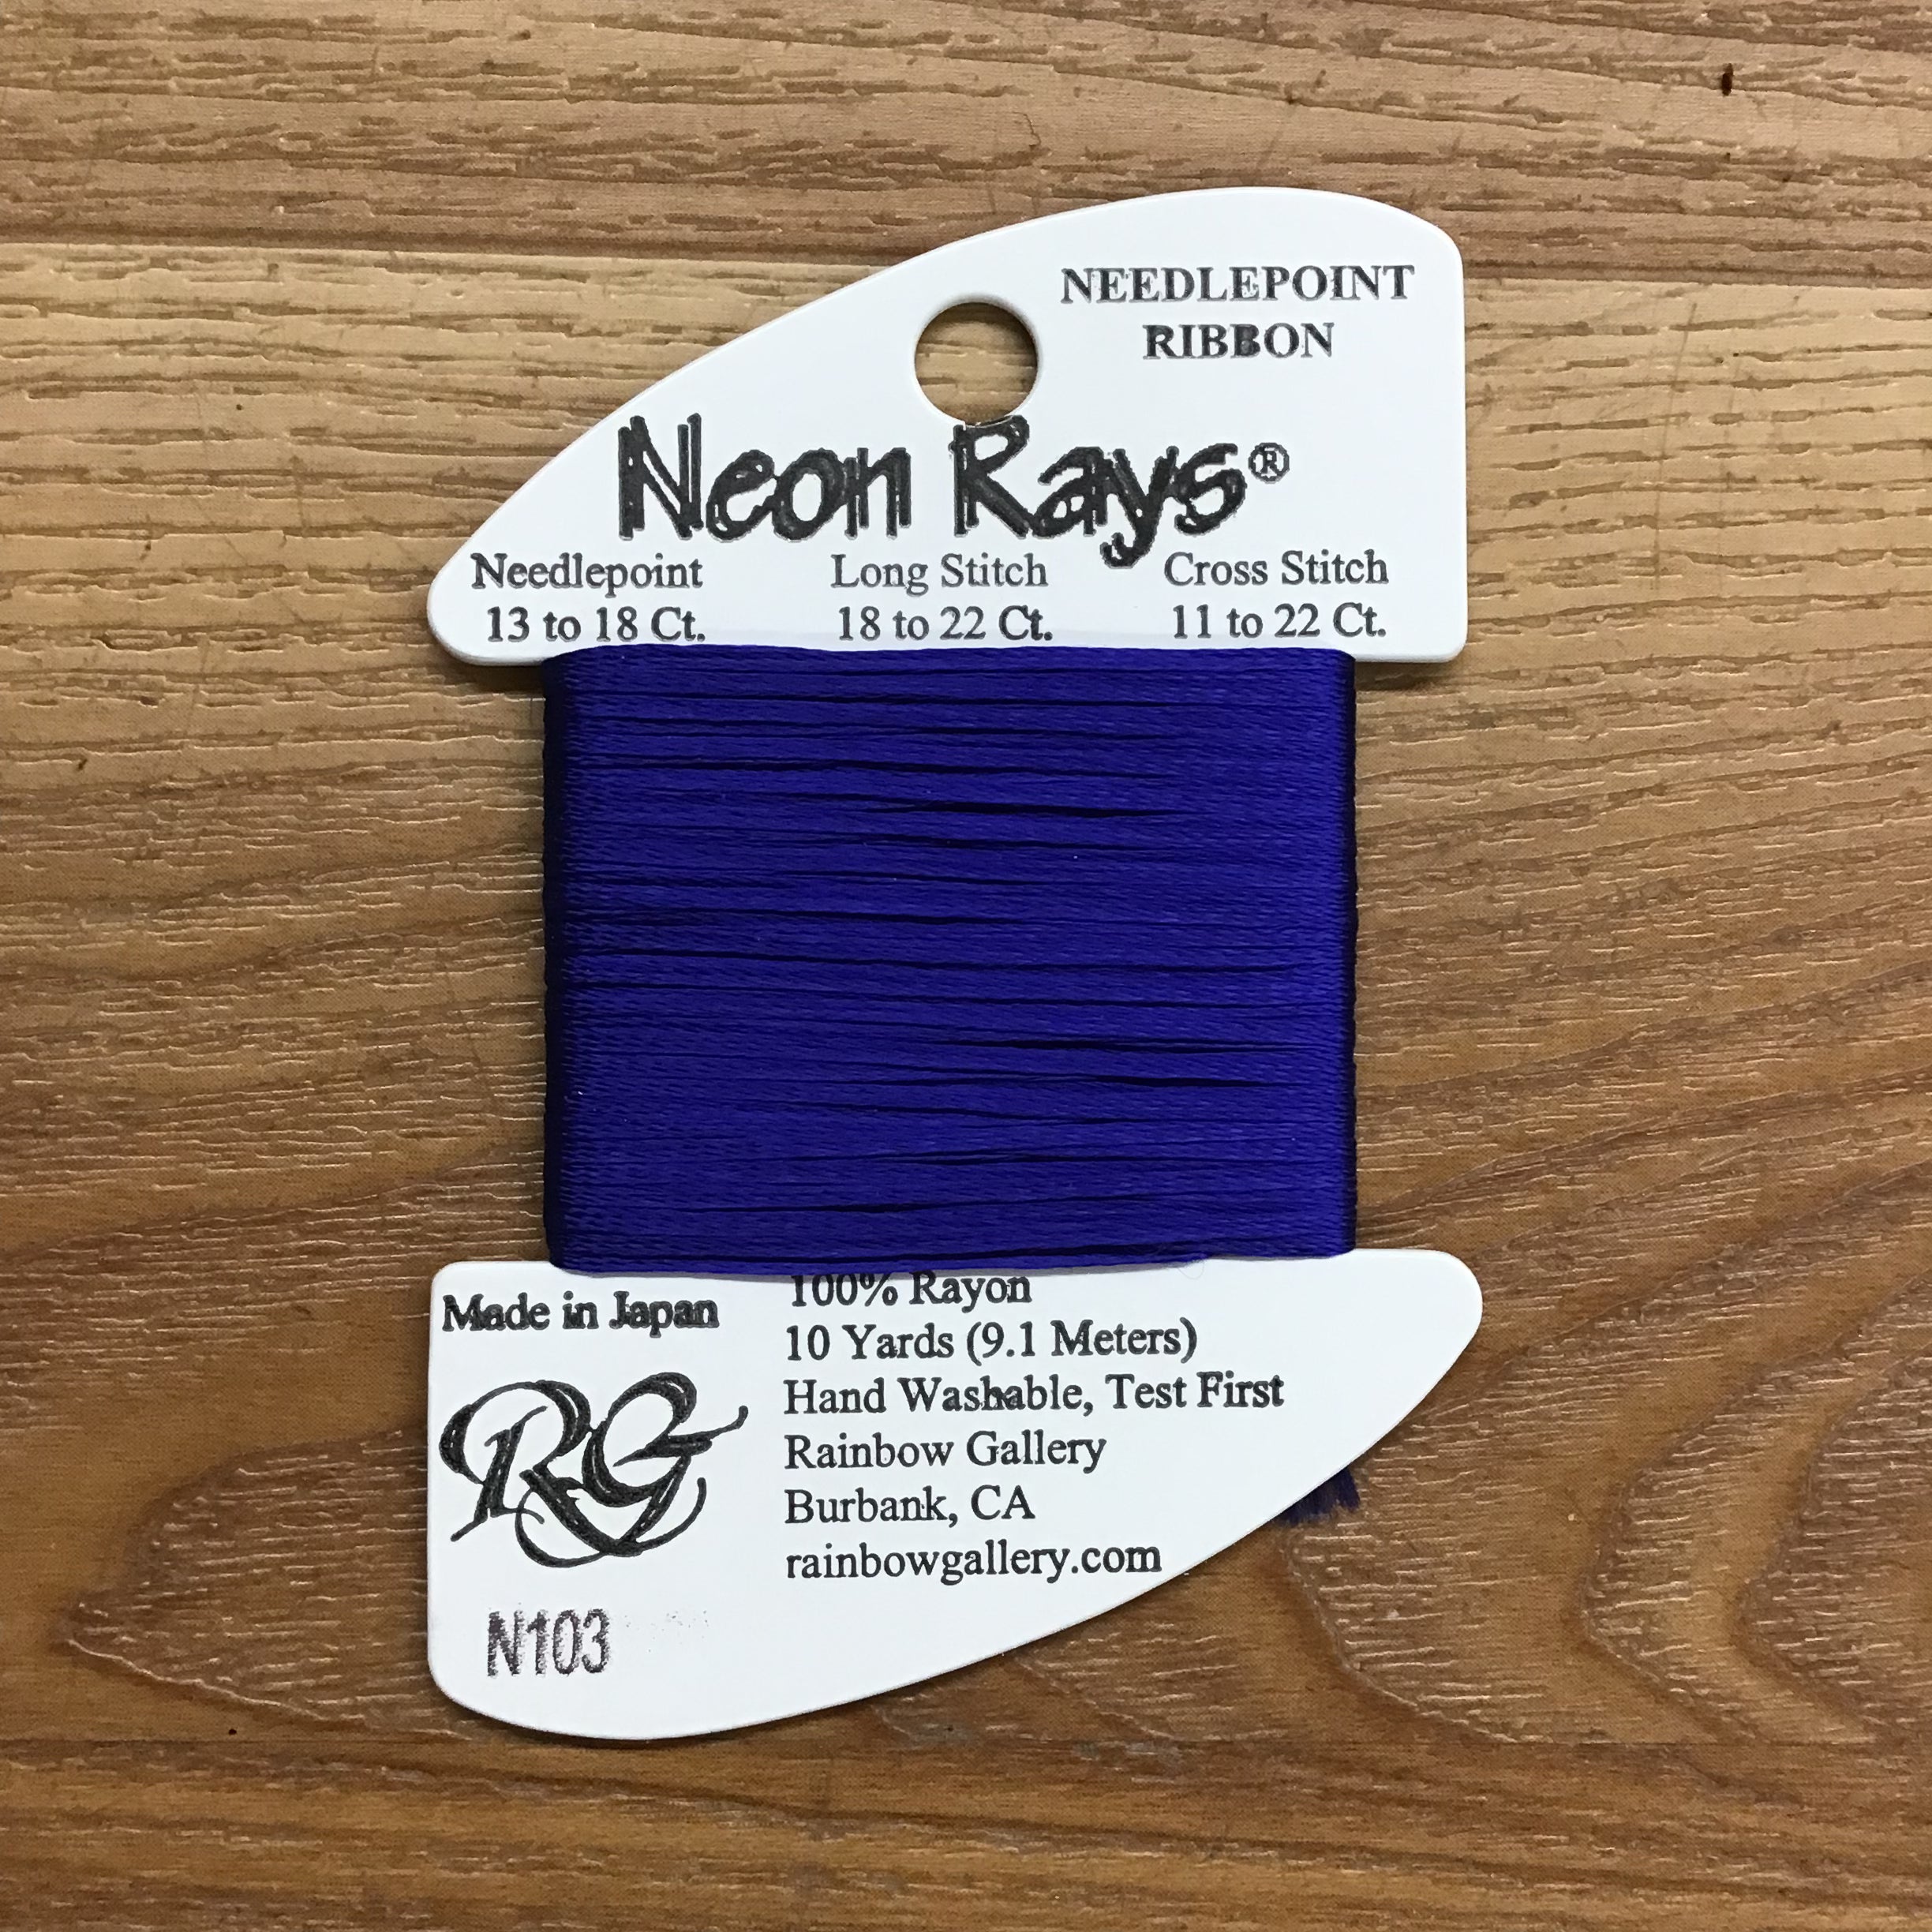 NEEDLEPOINT
RIBBON
Neon Rays®
Needlepoint Long Stitch Cross Stitch
13 to 18 Ct. 18 to 22 Ct. 11 to 22 Ct.
Made in Japan
RG
N103
100% Rayon
10 Yards (9.1 Meters)
Hand Washable, Test First
Rainbow Gallery
Burbank, CA
rainbowgallery.com